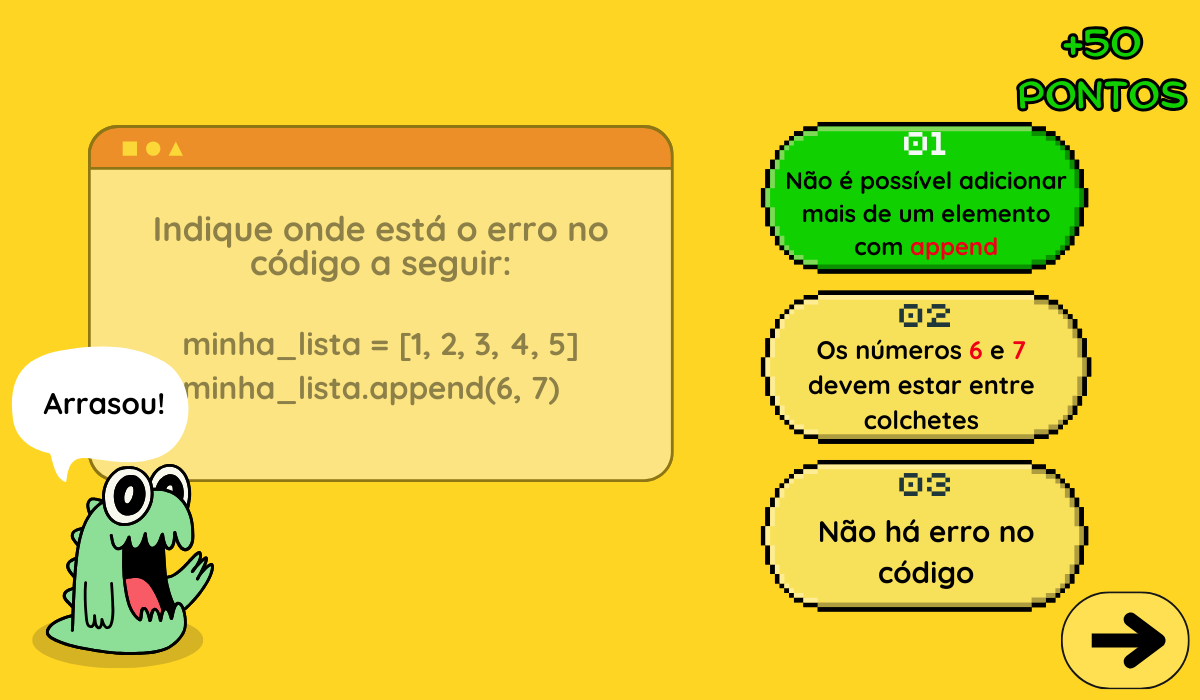 +50
PONTOS
Indique onde está o erro no
código a seguir:
minha_lista = [1, 2, 3, 4, 5]
minha_lista.append(6, 7)
Arrasou!
01
Não é possível adicionar
mais de um elemento
com append
02
Os números 6 e 7
devem estar entre
colchetes
03
Não há erro no
código